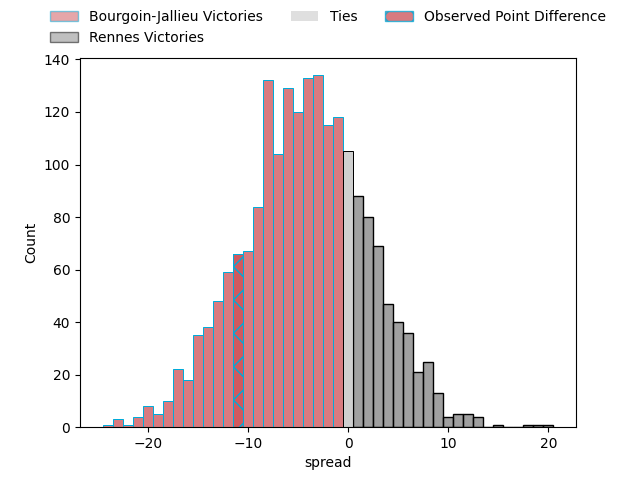 Bourgoin-Jallieu Victories
Ties
Observed Point Difference
Rennes Victories
140
120
100
80
60
40
20
0
Count
−20
−10
0
10
20
spread